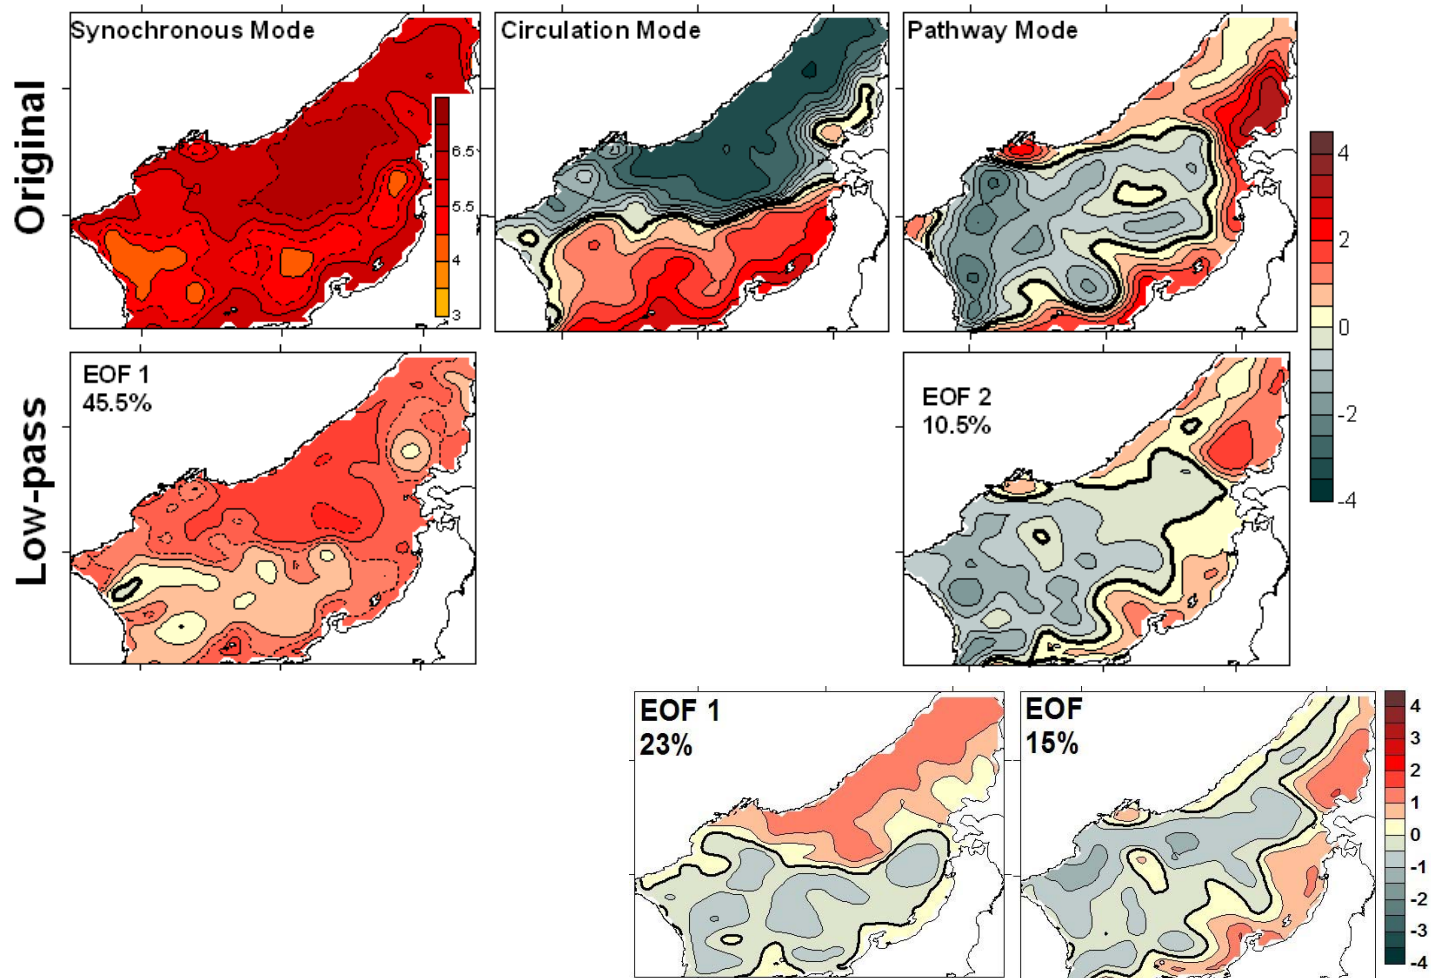 Original
Synochronous Mode
6.5
5.5
4
3
Circulation Mode
Pathway Mode
4
2
0
-2
-4
Low-pass
EOF 1
45.5%
EOF 2
10.5%
EOF 1
23%
EOF
15%
4
3
2
1
0
-1
-2
-3
-4